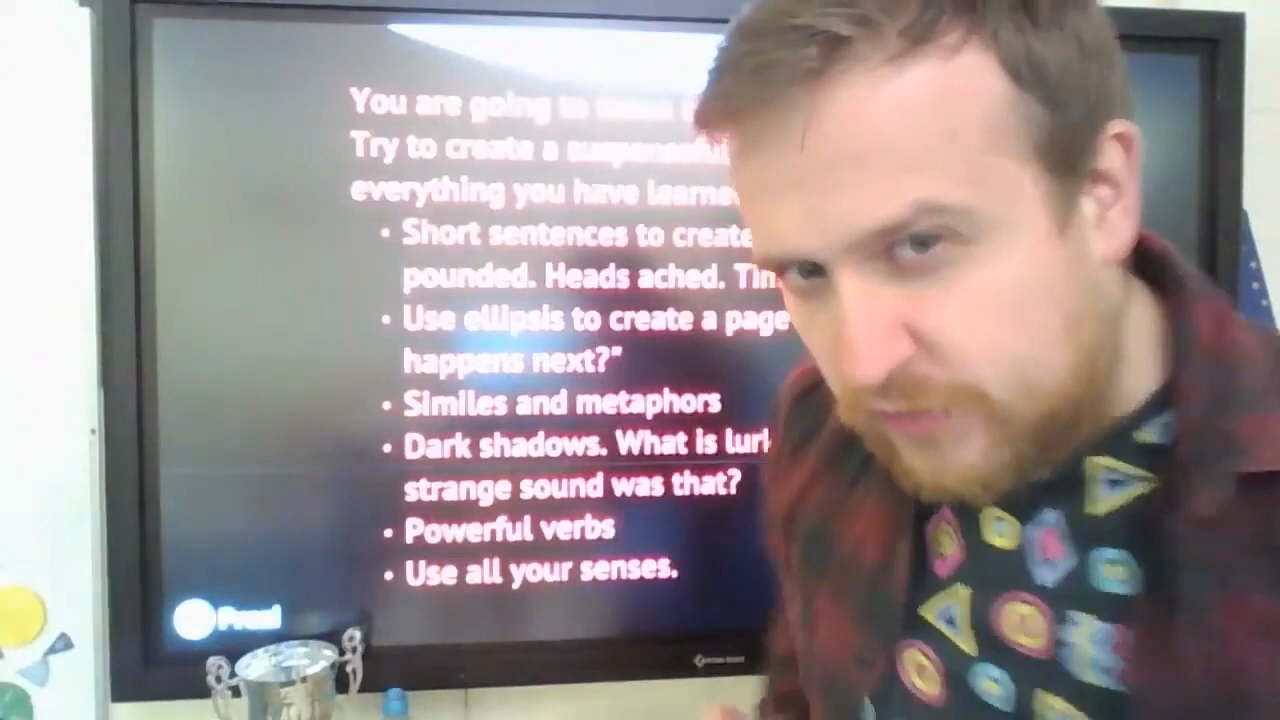 You are going to
Try to create a suspenseful
everything you have learned
• Short sentences to create
pounded. Heads ached. Tim
• Use ellipsis to create a page
happens next?"
• Similes and metaphors
• Dark shadows. What is lurk
strange sound was that?
• Powerful verbs
• Use all your senses.